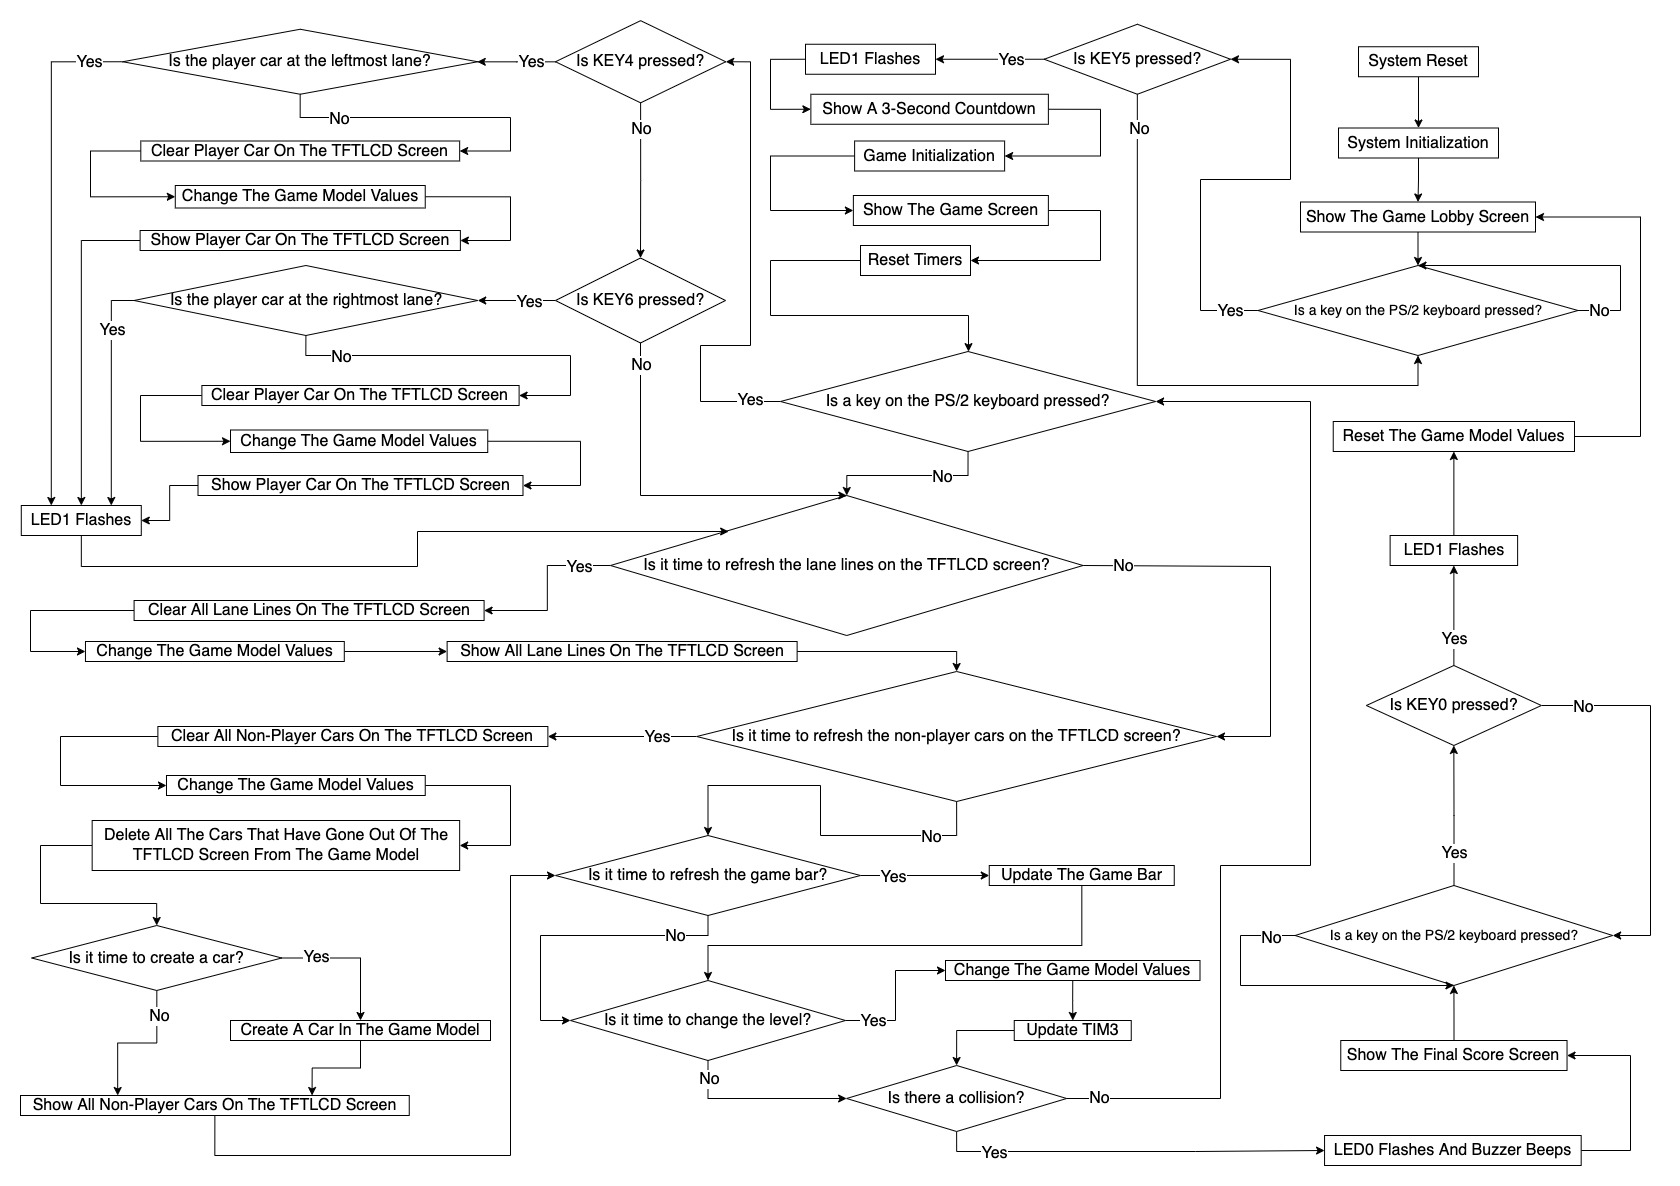 System Reset
System Initialization
Show The Game Lobby Screen
Is a key on the PS/2 keyboard pressed?
No
Yes
Is KEY5 pressed?
No
Yes
LED1 Flashes
Show A 3-Second Countdown
Game Initialization
Show The Game Screen
Reset Timers
Is a key on the PS/2 keyboard pressed?
Yes
No
Is KEY4 pressed?
Yes
No
Is the player car at the leftmost lane?
Yes
No
Clear Player Car On The TFTLCD Screen
Change The Game Model Values
Show Player Car On The TFTLCD Screen
Is KEY6 pressed?
Yes
No
Is the player car at the rightmost lane?
Yes
No
Clear Player Car On The TFTLCD Screen
Change The Game Model Values
Show Player Car On The TFTLCD Screen
LED1 Flashes
Is it time to refresh the lane lines on the TFTLCD screen?
Yes
No
Clear All Lane Lines On The TFTLCD Screen
Change The Game Model Values
Show All Lane Lines On The TFTLCD Screen
Is it time to refresh the non-player cars on the TFTLCD screen?
Yes
No
Clear All Non-Player Cars On The TFTLCD Screen
Change The Game Model Values
Delete All The Cars That Have Gone Out Of The
TFTLCD Screen From The Game Model
Is it time to create a car?
Yes
No
Create A Car In The Game Model
Show All Non-Player Cars On The TFTLCD Screen
Is it time to refresh the game bar?
Yes
No
Update The Game Bar
Is it time to change the level?
Yes
No
Change The Game Model Values
Update TIM3
Is there a collision?
No
Yes
LED0 Flashes And Buzzer Beeps
Show The Final Score Screen
Is a key on the PS/2 keyboard pressed?
No
Yes
Is KEY0 pressed?
No
Yes
LED1 Flashes
Reset The Game Model Values